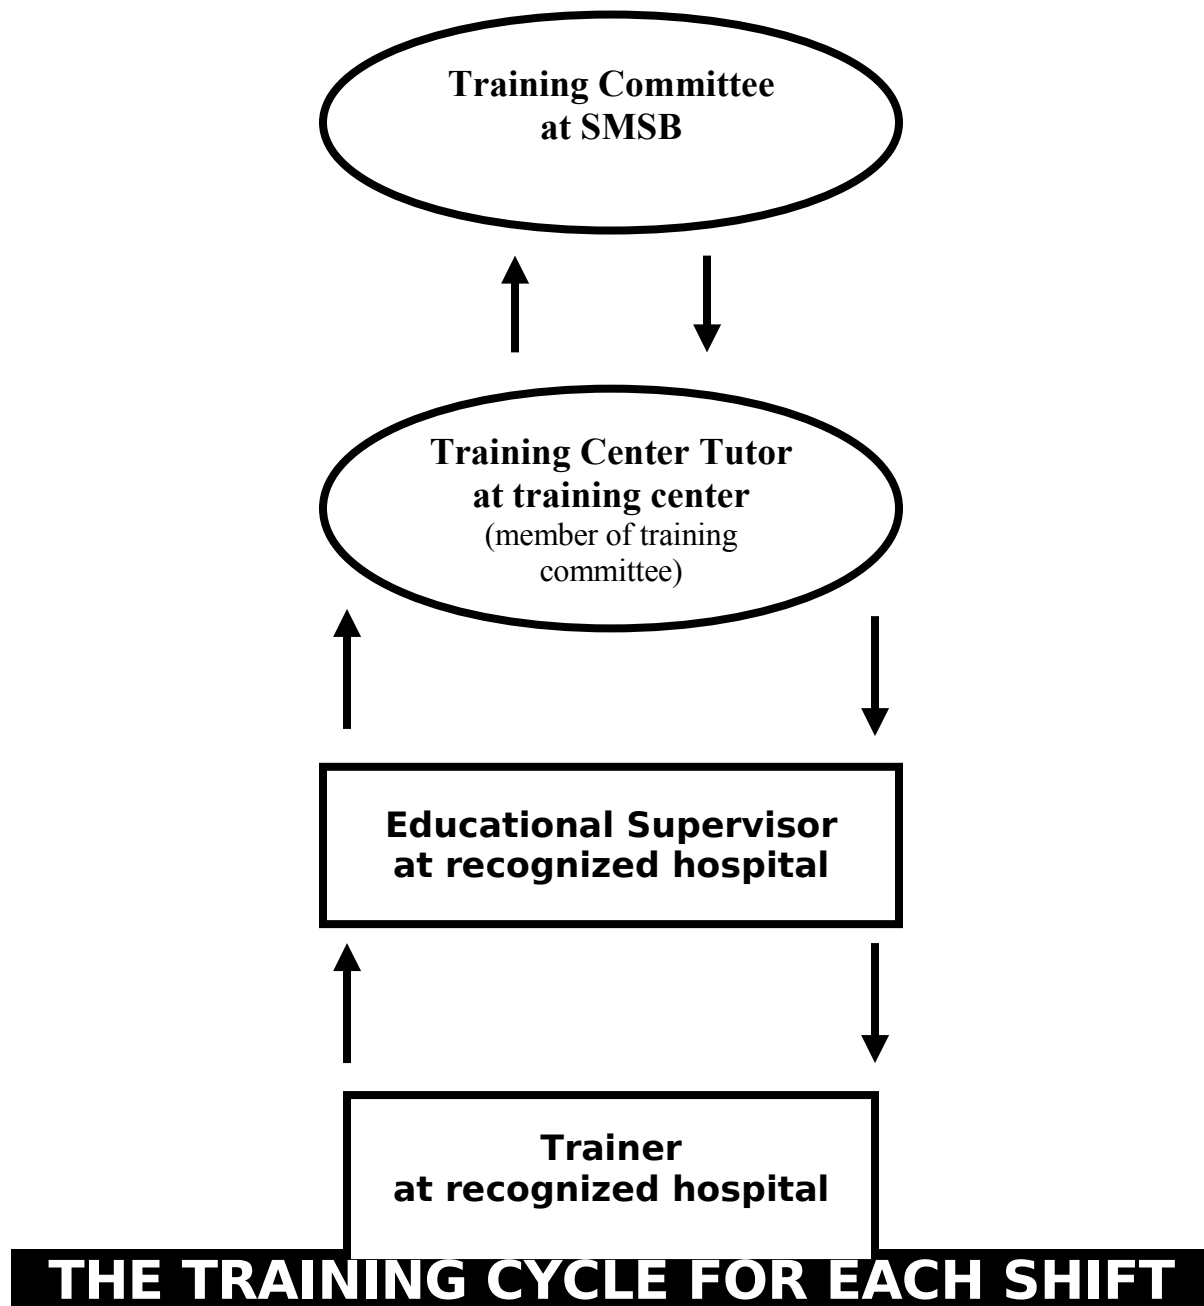 Training Committee
at SMSB
Training Center Tutor
at training center
(member of training
committee)
Educational Supervisor
at recognized hospital
Trainer
at recognized hospital
THE TRAINING CYCLE FOR EACH SHIFT